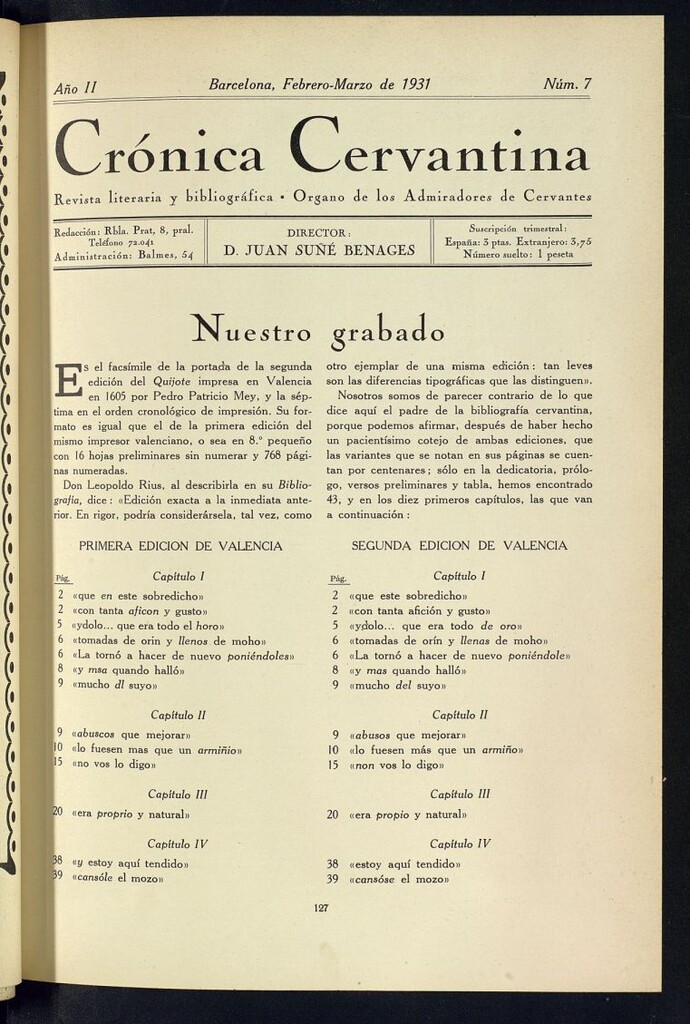 Año II
Barcelona, Febrero-Marzo de 1931
Núm. 7
Crónica Cervantina
Revista literaria y bibliográfica • Organo de los Admiradores de Cervantes
Redacción: Rbla. Prat, 8, pral.
Teléfono 72.041
Administración: Balmes, 54
DIRECTOR:
D. JUAN SUÑÉ BENAGES
Suscripción trimestral:
España: 3 ptas. Extranjero: 3,75
Número suelto: 1 peseta
Nuestro grabado
Es el facsímile de la portada de la segunda
edición del Quijote impresa en Valencia
en 1605 por Pedro Patricio Mey, y la sép-
tima en el orden cronológico de impresión. Su for-
mato es igual que el de la primera edición del
mismo impresor valenciano, o sea en 8.° pequeño
con 16 hojas preliminares sin numerar y 768 pági-
nas numeradas.
Don Leopoldo Rius, al describirla en su Biblio-
grafía, dice: «Edición exacta a la inmediata ante-
rior. En rigor, podría considerársela, tal vez, como
otro ejemplar de una misma edición: tan leves
son las diferencias tipográficas que las distinguen».
Nosotros somos de parecer contrario de lo que
dice aquí el padre de la bibliografía cervantina,
porque podemos afirmar, después de haber hecho
un pacientísimo cotejo de ambas ediciones, que
las variantes que se notan en sus páginas se cuen-
tan por centenares; sólo en la dedicatoria, prólo-
go, versos preliminares y tabla, hemos encontrado
43, y en los diez primeros capítulos, las que van
a continuación:
PRIMERA EDICION DE VALENCIA
Pág.
Capítulo I
2 «que en este sobredicho»
2 «con tanta aficon y gusto»
5 «ydolo... que era todo el horo»
6 «tomadas de orin y llenos de moho»
6 «La tornó a hacer de nuevo poniéndoles»
8 «y msa quando halló»
9 «mucho dl suyo»
Capítulo II
9 «abuscos que mejorar»
10 «lo fuesen mas que un armiñio»
15 «no vos lo digo»
Capítulo III
20 «era proprio y natural»
Capítulo IV
38 «y estoy aquí tendido»
39 «cansóle el mozo»
SEGUNDA EDICION DE VALENCIA
Pág.
Capítulo I
2 «que este sobredicho»
2 «con tanta afición y gusto»
5 «ydolo... que era todo de oro»
6 «tomadas de orín y llenas de moho»
6 «La tornó a hacer de nuevo poniéndole»
8 «y mas quando halló»
9 «mucho del suyo»
Capítulo II
9 «abusos que mejorar»
10 «lo fuesen más que un armiño»
15 «non vos lo digo»
Capítulo III
20 «era propio y natural»
Capítulo IV
38 «estoy aquí tendido»
39 «cansóse el mozo»
127